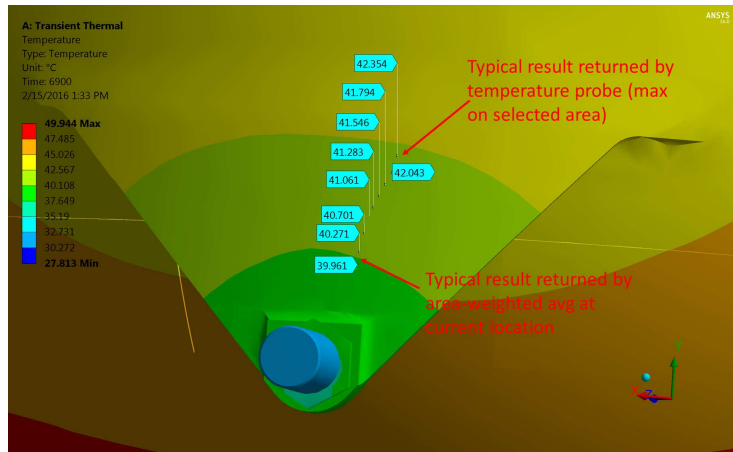 A: Transient Thermal
Temperature
Type: Temperature
Unit: °C
Time: 6900
2/15/2016 1:33 PM
49.944 Max
47.485
45.026
42.567
40.108
37.649
35.19
32.731
30.272
27.813 Min
ANSYS
42.354
41.794
41.546
41.283
41.061
42.043
40.701
40.271
39.961
Typical result returned by
temperature probe (max
on selected area)
Typical result returned by
area-weighted avg at
current location
Y
X
Z